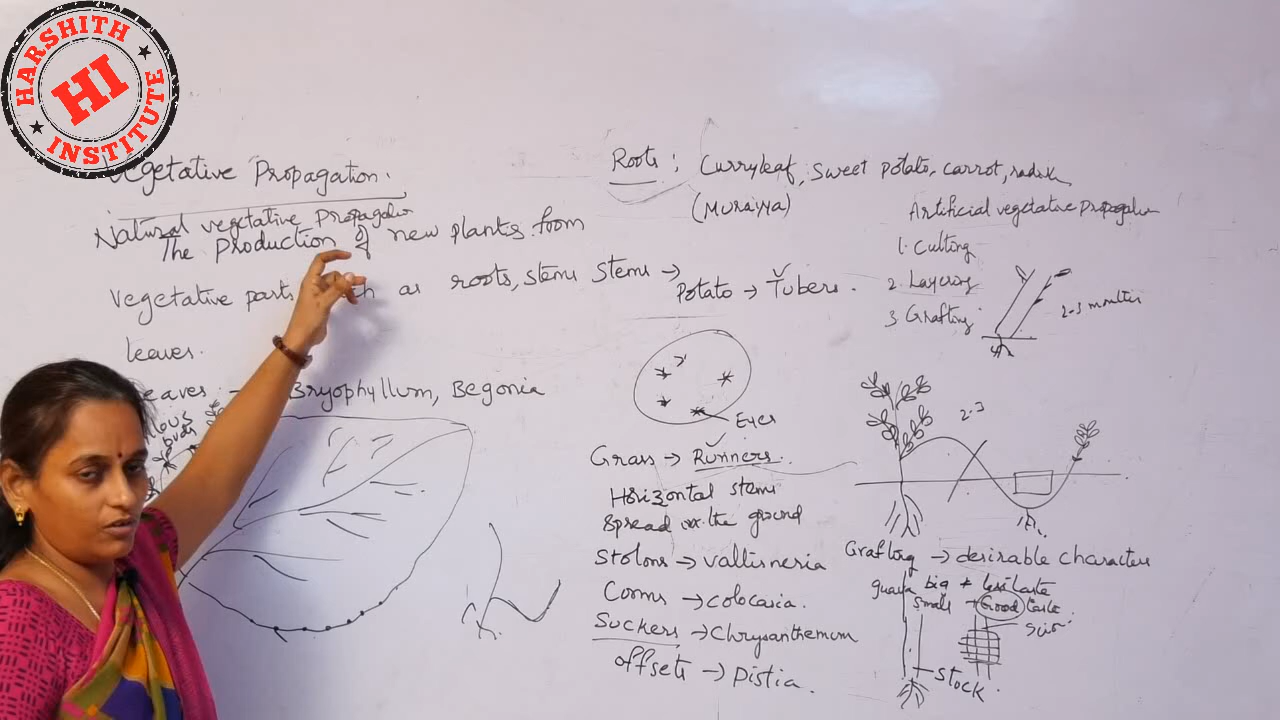 HARSHITH
HI
INSTITUTE
Vegetative Propagation.
Natural vegetative propagation
The Production of new plants from
vegetative parts such as roots, stems
leaves.
leaves: Bryophyllum, Begonia
Roots: Curryleaf, Sweet potato, carrot, radish
(Murayya)
Stems →
Potato → Tubers.
Eyes
Grass → Runners.
Horizontal stems
Spread on the ground
Stolons → vallisneria
Corms → colocasia.
Suckers → Chrysanthemum
offsets → Pistia.
Artificial vegetative Propagation
1. Cutting
2. Layering
3. Grafting
2-3 months
2-3
Grafting → desirable characters
guava big + less taste
small → Good taste
Scion
Stock